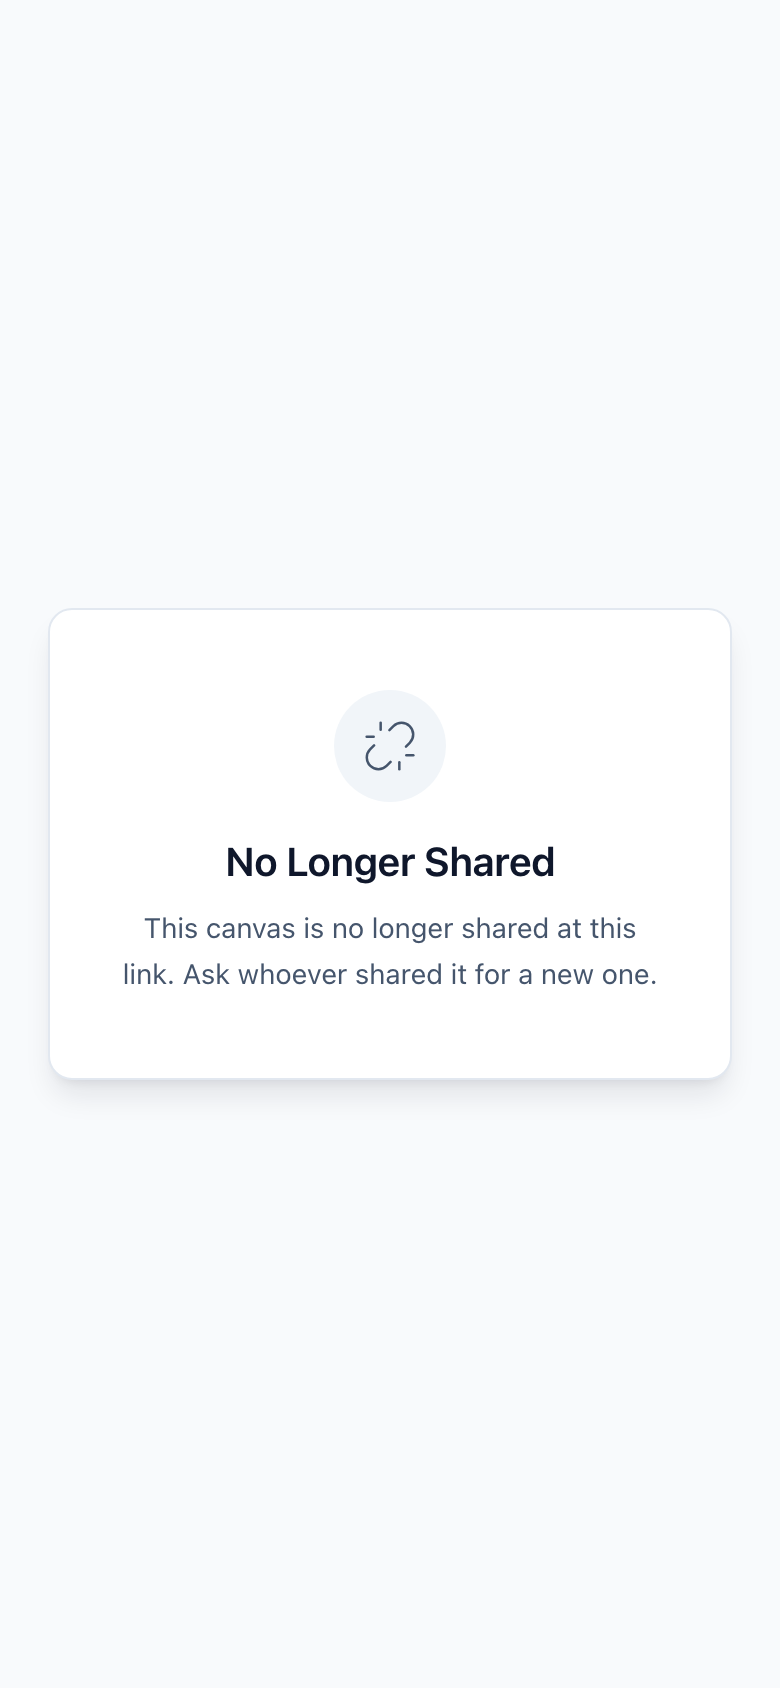 No Longer Shared
This canvas is no longer shared at this
link. Ask whoever shared it for a new one.